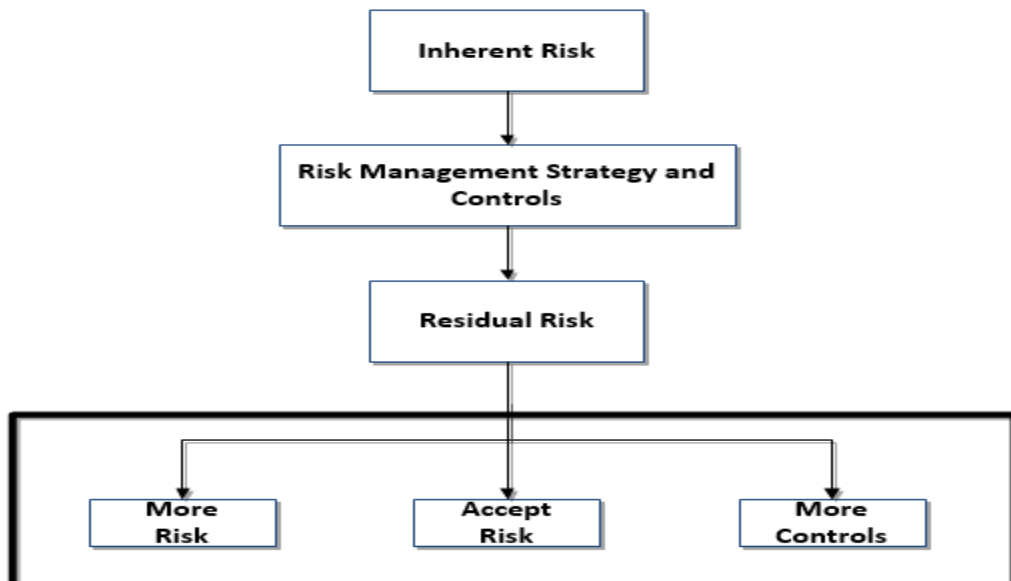 Inherent Risk
Risk Management Strategy and
Controls
Residual Risk
More
Risk
Accept
Risk
More
Controls